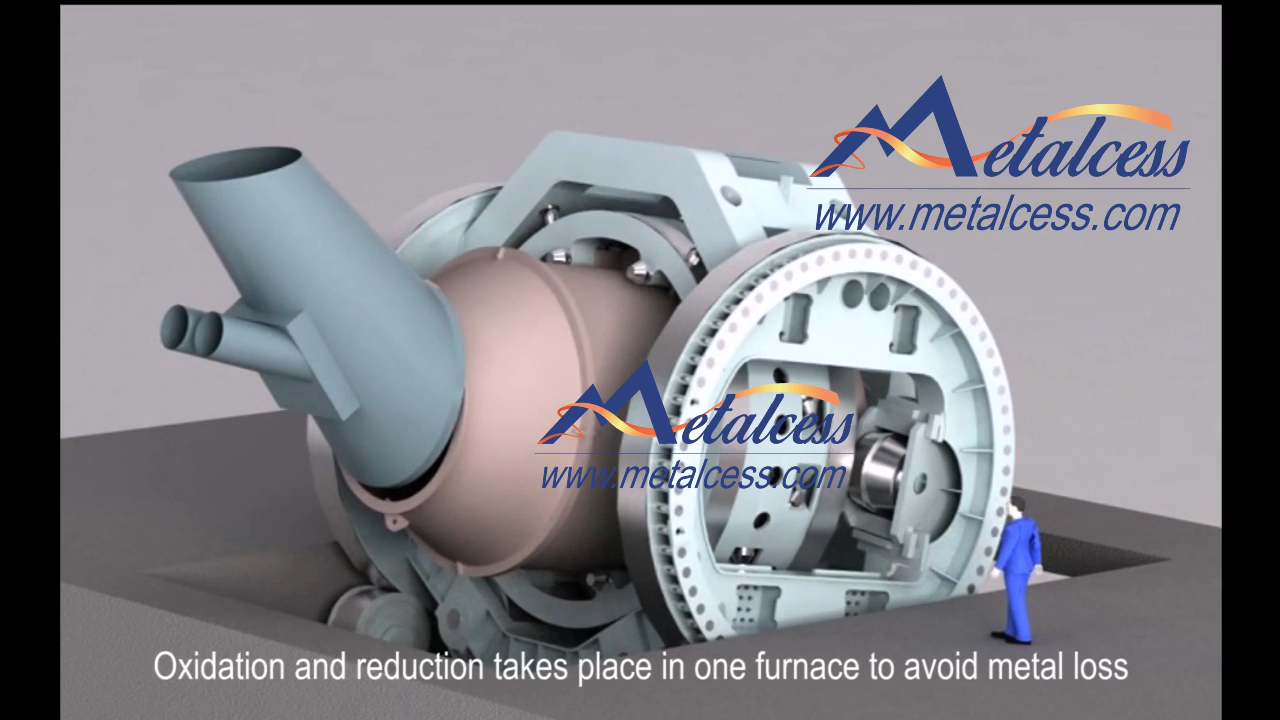 Metalcess
www.metalcess.com
Metalcess
www.metalcess.com
Oxidation and reduction takes place in one furnace to avoid metal loss